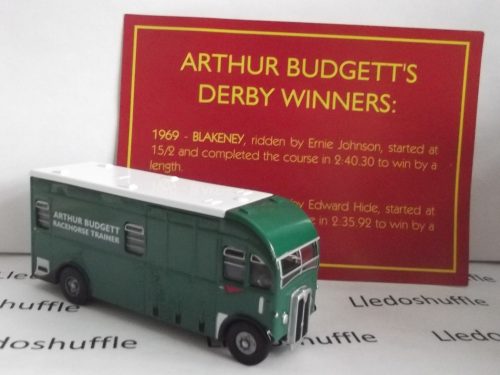 ARTHUR BUDGETT'S
DERBY WINNERS:
1969 - BLAKENEY, ridden by Ernie Johnson, started at
15/2 and completed the course in 2:40.30 to win by a
length.
by Edward Hide, started at
in 2.35.92 to win by a
ARTHUR BUDGETT
RACEHORSE TRAINER
Lledoshuffle
Lledoshuffle
Lledoshuffle